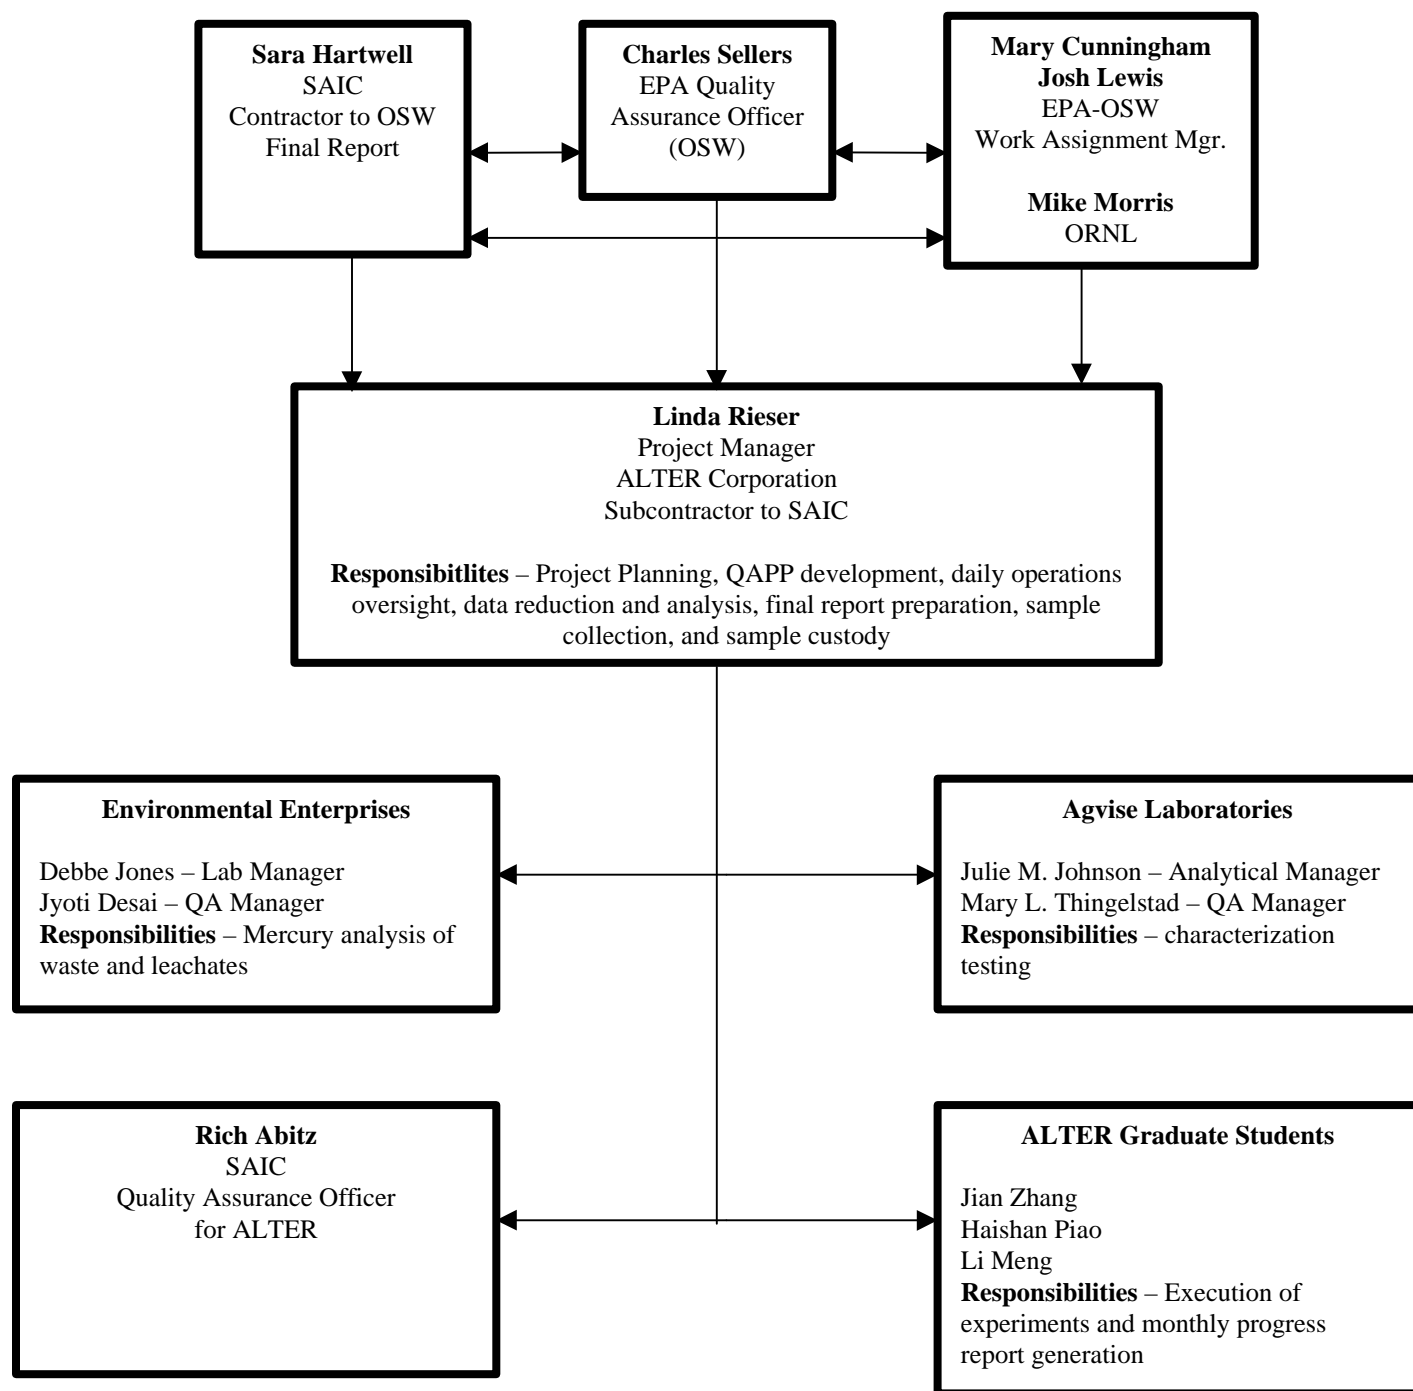 Sara Hartwell
SAIC
Contractor to OSW
Final Report
Charles Sellers
EPA Quality
Assurance Officer
(OSW)
Mary Cunningham
Josh Lewis
EPA-OSW
Work Assignment Mgr.
Mike Morris
ORNL
Linda Rieser
Project Manager
ALTER Corporation
Subcontractor to SAIC
Responsibitlites – Project Planning, QAPP development, daily operations
oversight, data reduction and analysis, final report preparation, sample
collection, and sample custody
Environmental Enterprises
Debbe Jones – Lab Manager
Jyoti Desai – QA Manager
Responsibilities – Mercury analysis of
waste and leachates
Agvise Laboratories
Julie M. Johnson – Analytical Manager
Mary L. Thingelstad – QA Manager
Responsibilities – characterization
testing
Rich Abitz
SAIC
Quality Assurance Officer
for ALTER
ALTER Graduate Students
Jian Zhang
Haishan Piao
Li Meng
Responsibilities – Execution of
experiments and monthly progress
report generation